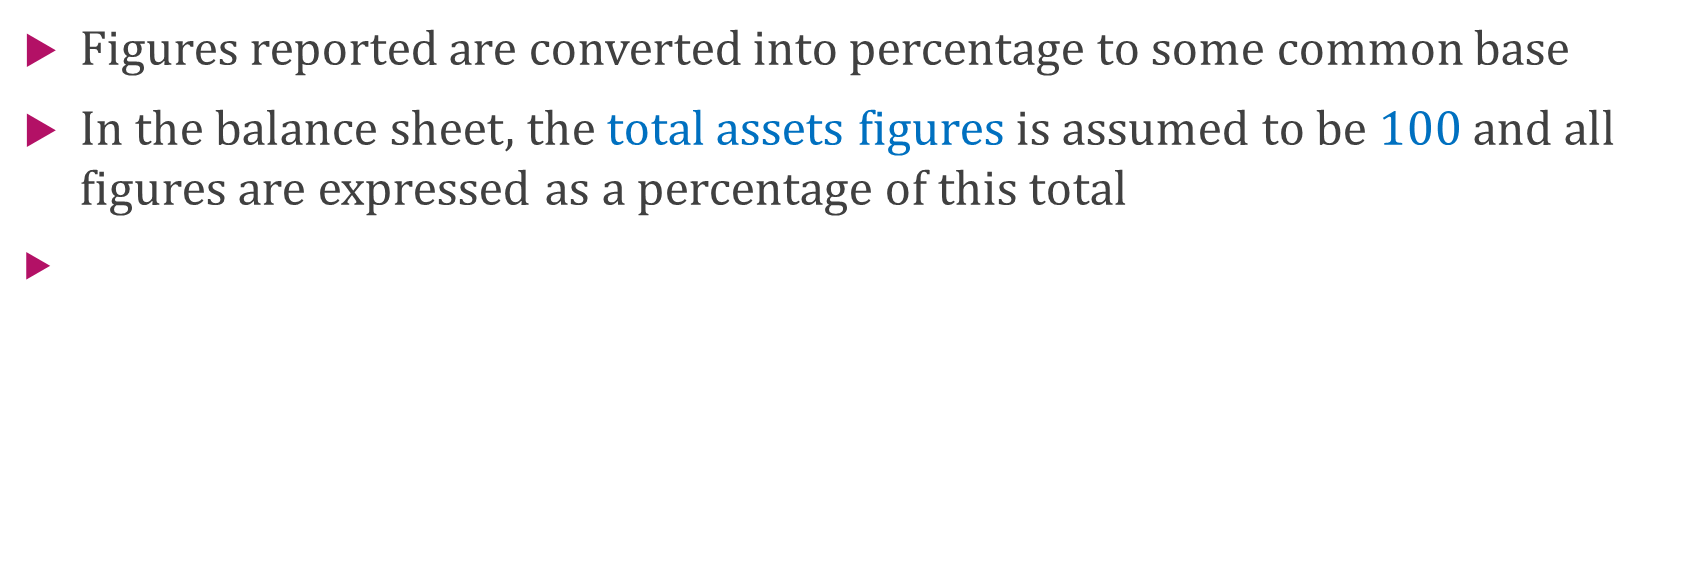 Figures reported are converted into percentage to some common base
In the balance sheet, the total assets figures is assumed to be 100 and all
figures are expressed as a percentage of this total